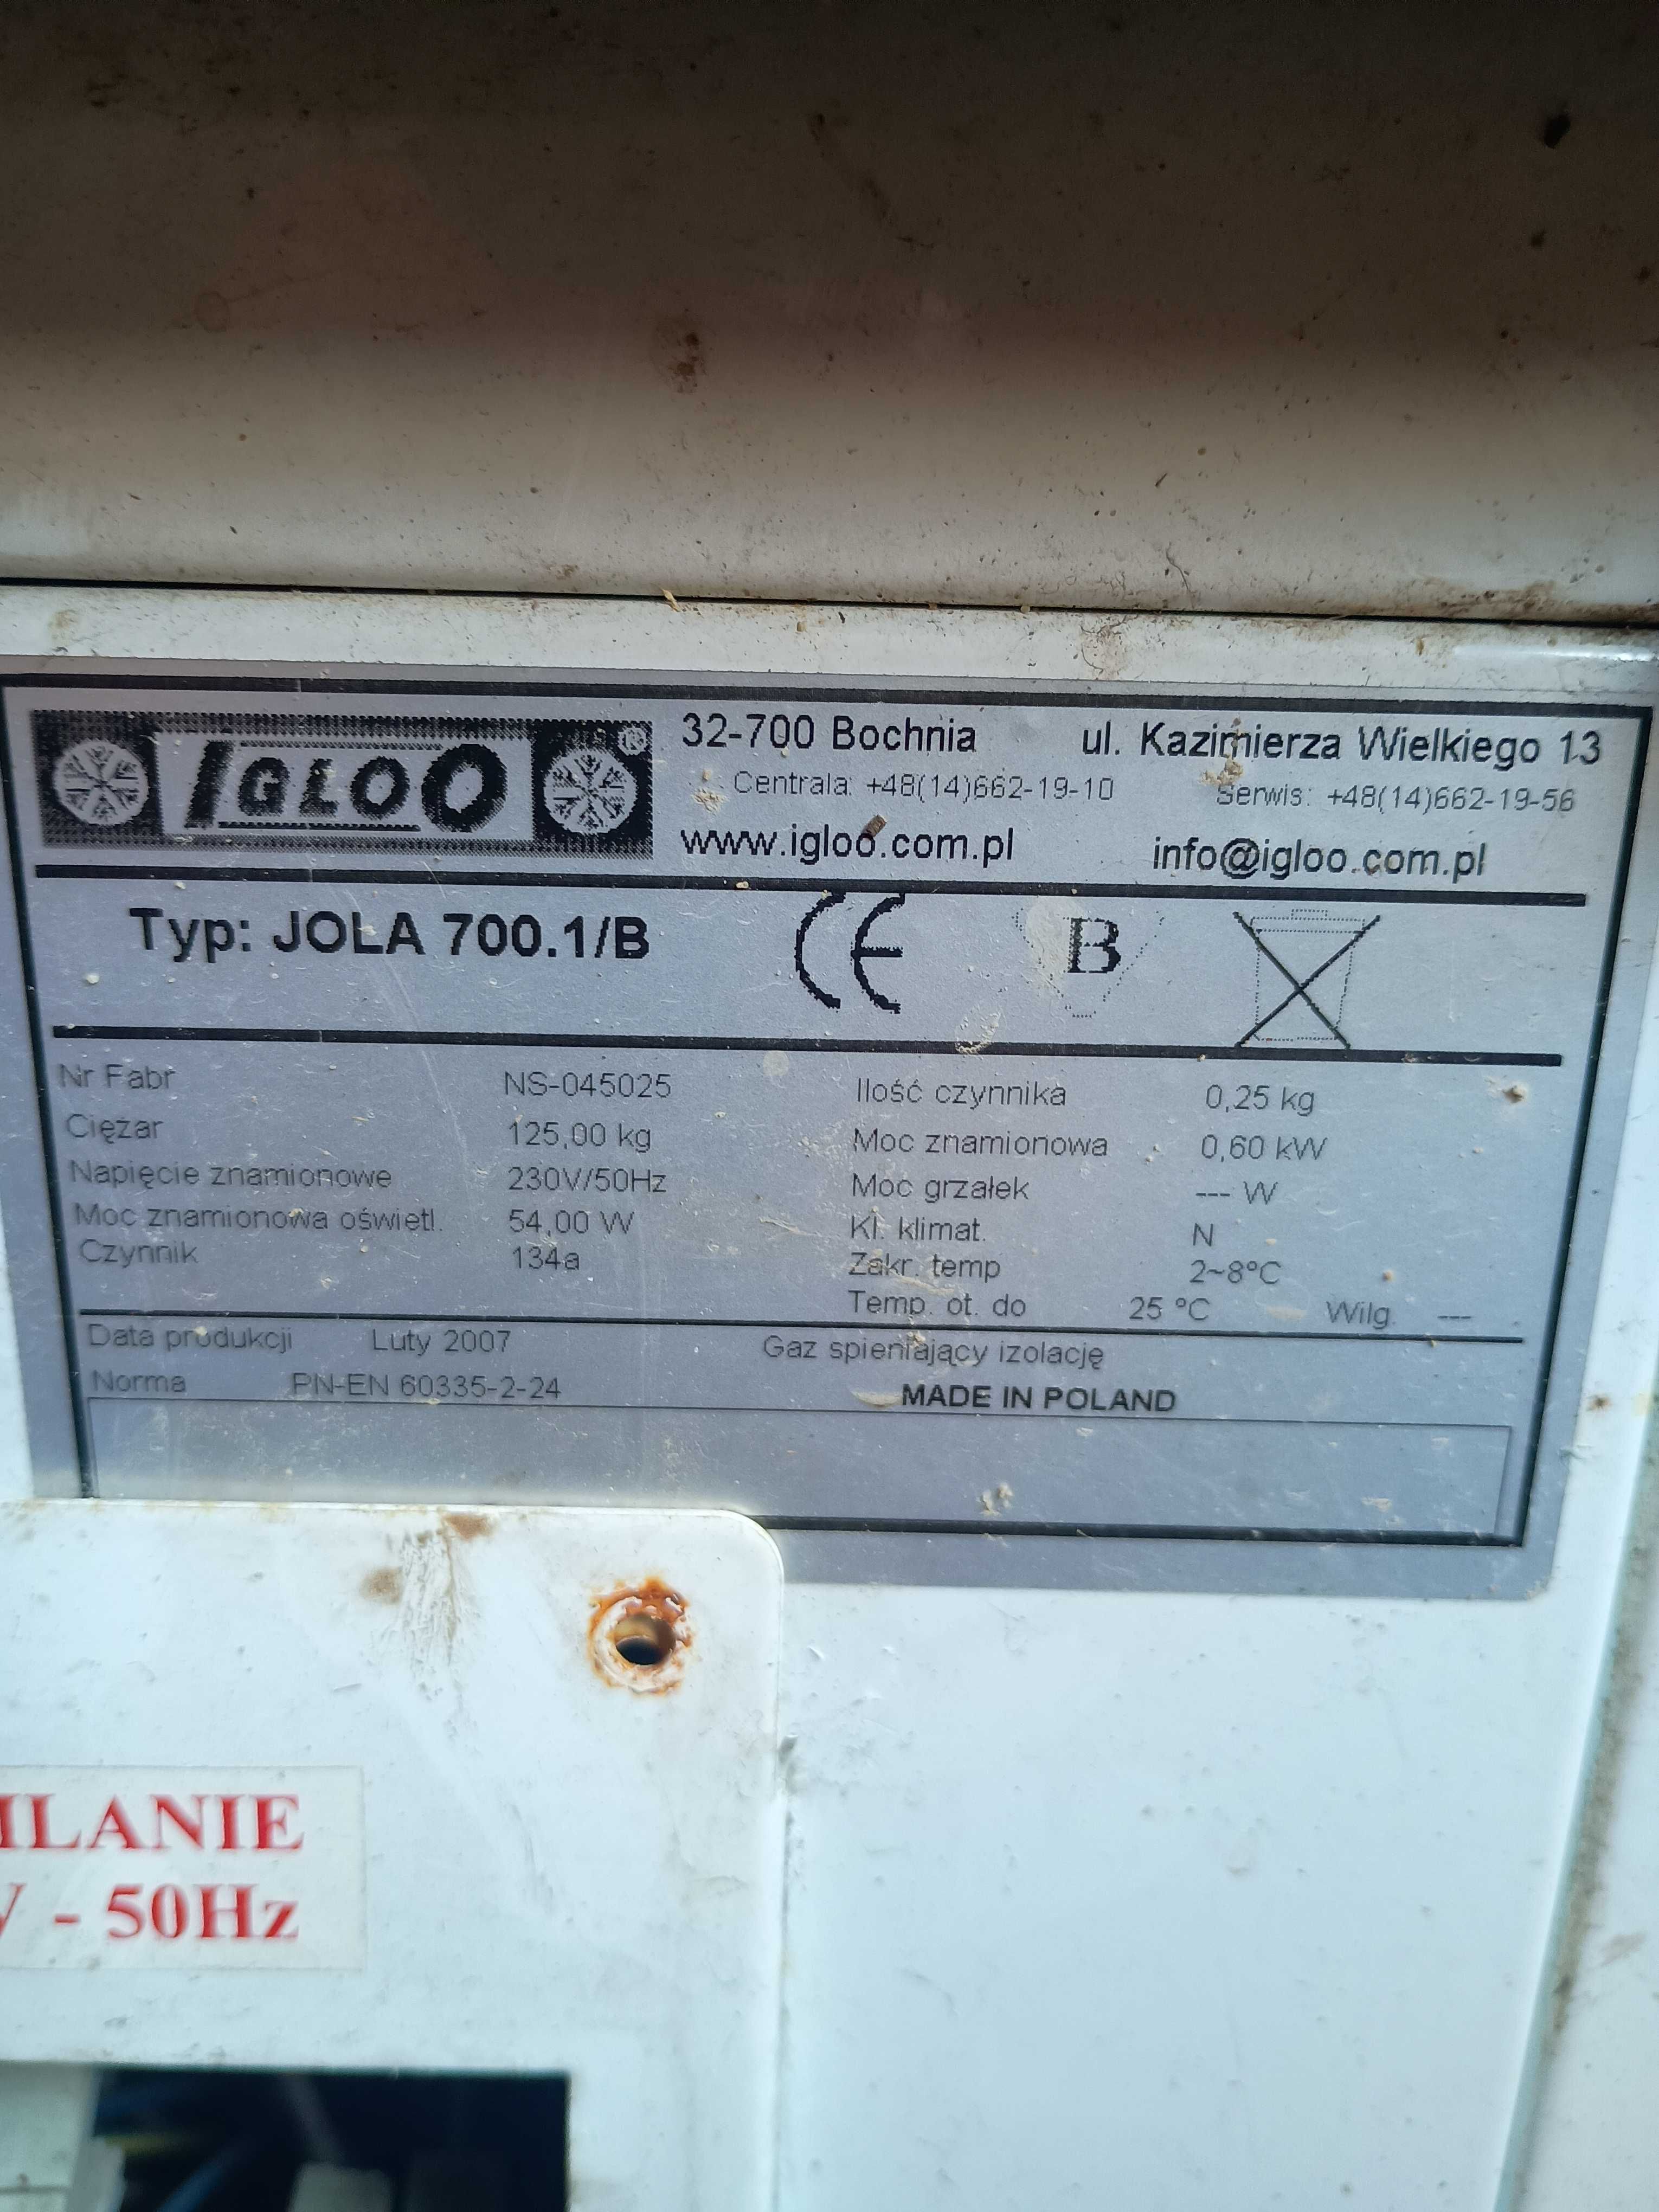 IGLOO ® 32-700 Bochnia ul. Kazimierza Wielkiego 13
Centrala: +48(14)662-19-10 Serwis: +48(14)662-19-56
www.igloo.com.pl info@igloo.com.pl
Typ: JOLA 700.1/B CE B
Nr Fabr NS-045025 Ilość czynnika 0,25 kg
Ciężar 125,00 kg Moc znamionowa 0,60 kW
Napięcie znamionowe 230V/50Hz Moc grzałek --- W
Moc znamionowa oświetl. 54,00 W Kl. klimat. N
Czynnik 134a Zakr. temp 2~8°C
Temp. ot. do 25 °C Wilg. ---
Data produkcji Luty 2007 Gaz spieniający izolację
Norma PN-EN 60335-2-24 MADE IN POLAND
ILANIE
V - 50Hz